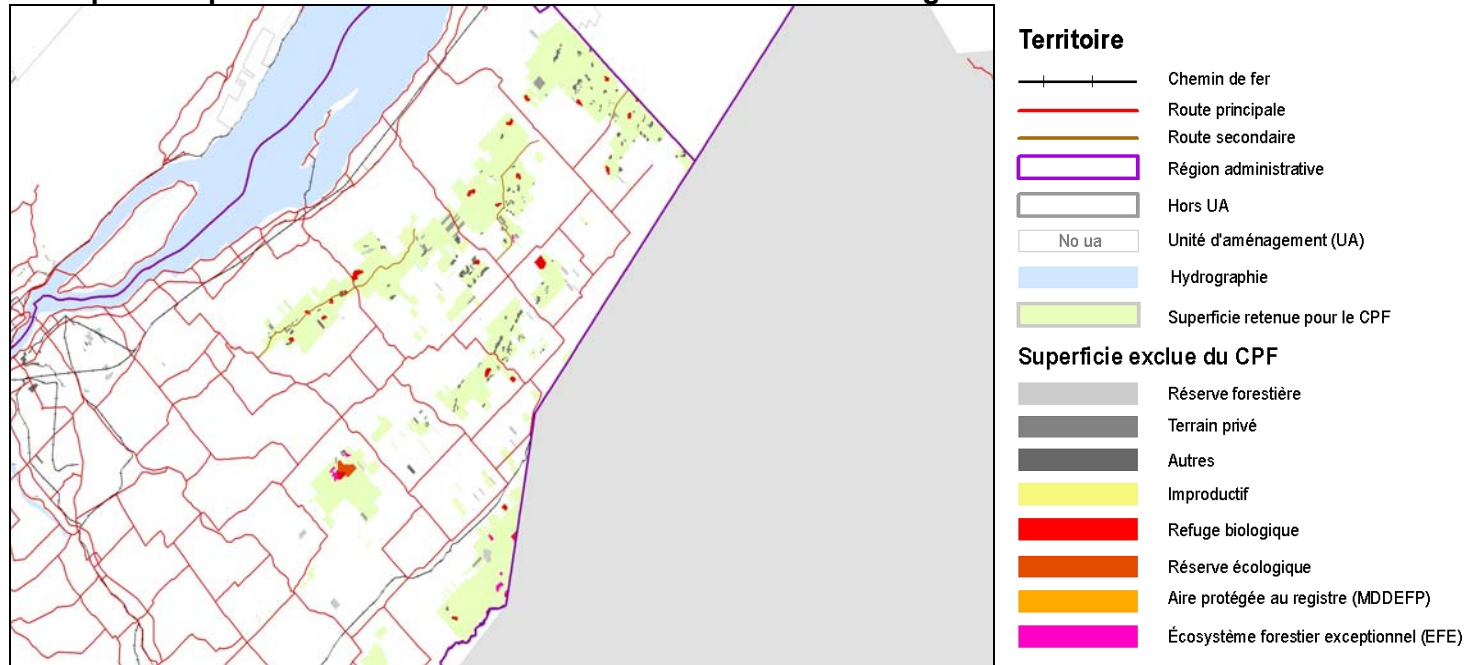 Territoire
Chemin de fer
Route principale
Route secondaire
Région administrative
Hors UA
No ua
Unité d'aménagement (UA)
Hydrographie
Superficie retenue pour le CPF
Superficie exclue du CPF
Réserve forestière
Terrain privé
Autres
Improductif
Refuge biologique
Réserve écologique
Aire protégée au registre (MDDEFP)
Écosystème forestier exceptionnel (EFE)